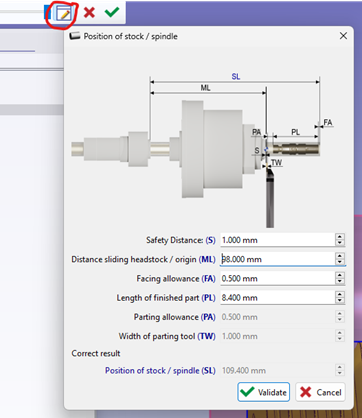 Position of stock / spindle
SL
ML
FA
PA
PL
S
TW
Safety Distance: (S) 1.000 mm
Distance sliding headstock / origin (ML) 98.000 mm
Facing allowance (FA) 0.500 mm
Length of finished part (PL) 8.400 mm
Parting allowance (PA) 0.500 mm
Width of parting tool (TW) 1.000 mm
Correct result
Position of stock / spindle (SL) 109.400 mm
Validate Cancel